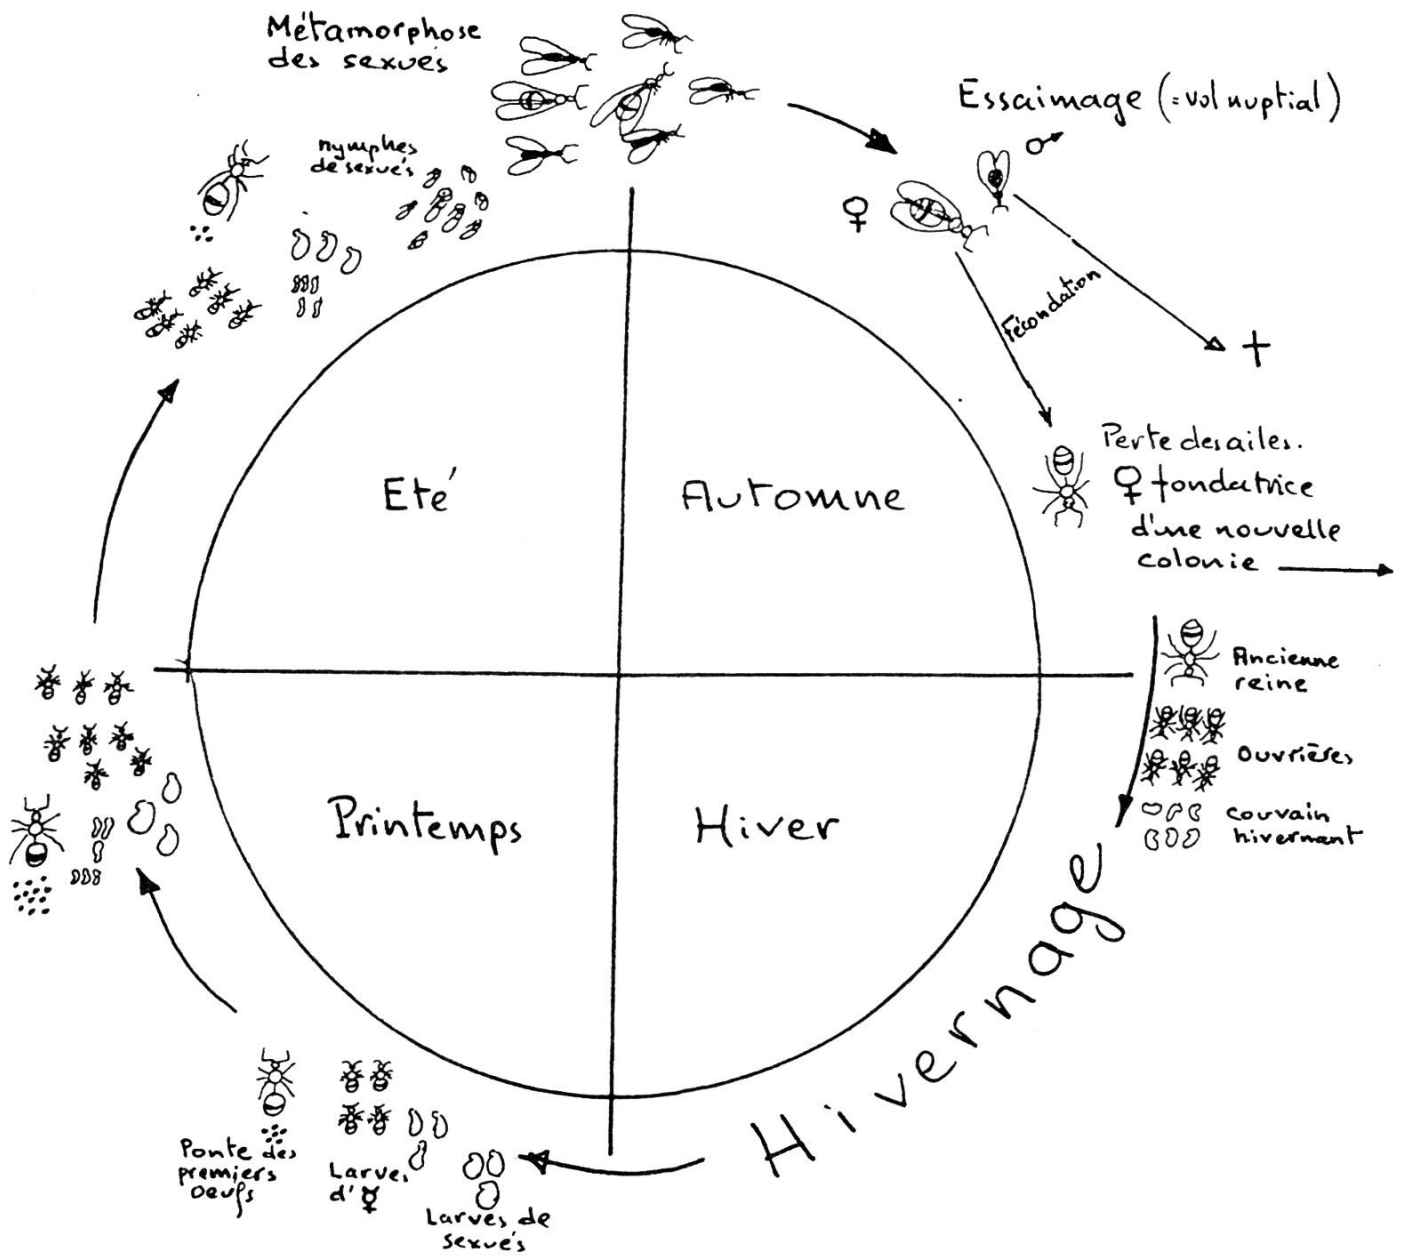 Métamorphose
des sexués
Essaimage (=vol nuptial)
nymphes
de sexués
♂
♀
Fécondation
+
Perte des ailes.
♀ fondatrice
d'une nouvelle
colonie
Eté
Automne
Ancienne
reine
Ouvrières
couvain
hivernant
Printemps
Hiver
Hivernage
Ponte des
premiers
oeufs
Larves
d'☿
Larves de
sexués